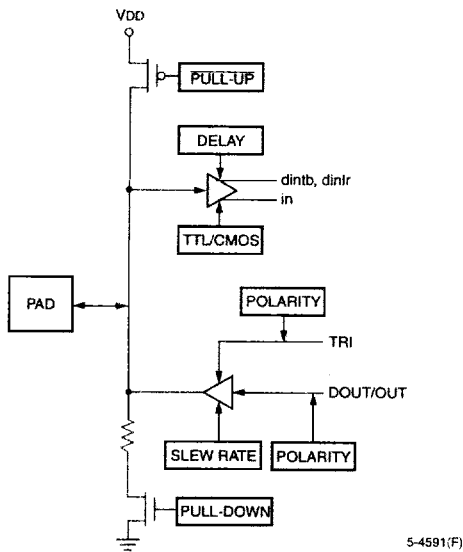 VDD
PULL-UP
DELAY
dintb, dinlr
in
TTL/CMOS
PAD
POLARITY
TRI
DOUT/OUT
SLEW RATE
POLARITY
PULL-DOWN
5-4591(F)